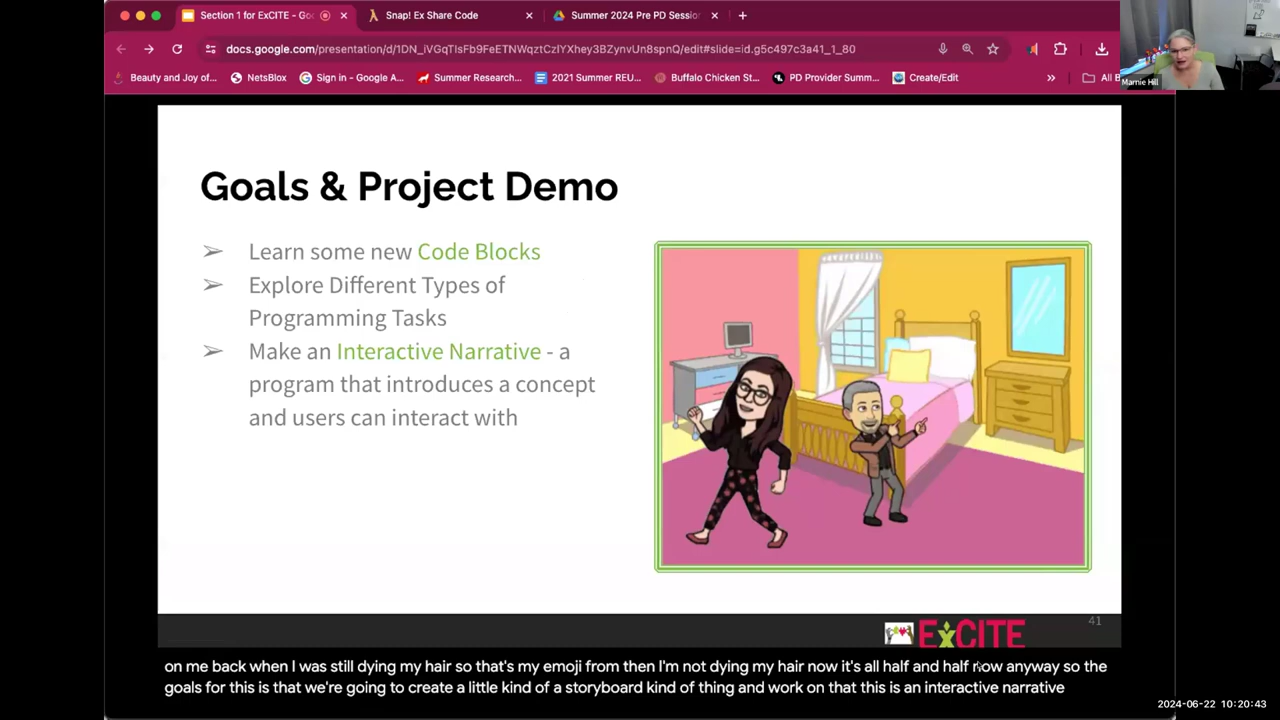 Section 1 for ExCITE - Goo
Snap! Ex Share Code
Summer 2024 Pre PD Sessio
docs.google.com/presentation/d/1DN_iVGqTIsFb9FeETNWqztCzIYXhey3BZynvUn8spnQ/edit#slide=id.g5c497c3a41_1_80
Beauty and Joy of...
NetsBlox
Sign in - Google A...
Summer Research...
2021 Summer REU...
Buffalo Chicken St...
PD Provider Summ...
Create/Edit
»
All B
Marnie Hill
Goals & Project Demo
➢ Learn some new Code Blocks
➢ Explore Different Types of
Programming Tasks
➢ Make an Interactive Narrative - a
program that introduces a concept
and users can interact with
41
ExCITE
on me back when I was still dying my hair so that's my emoji from then I'm not dying my hair now it's all half and half now anyway so the
goals for this is that we're going to create a little kind of a storyboard kind of thing and work on that this is an interactive narrative
2024-06-22 10:20:43